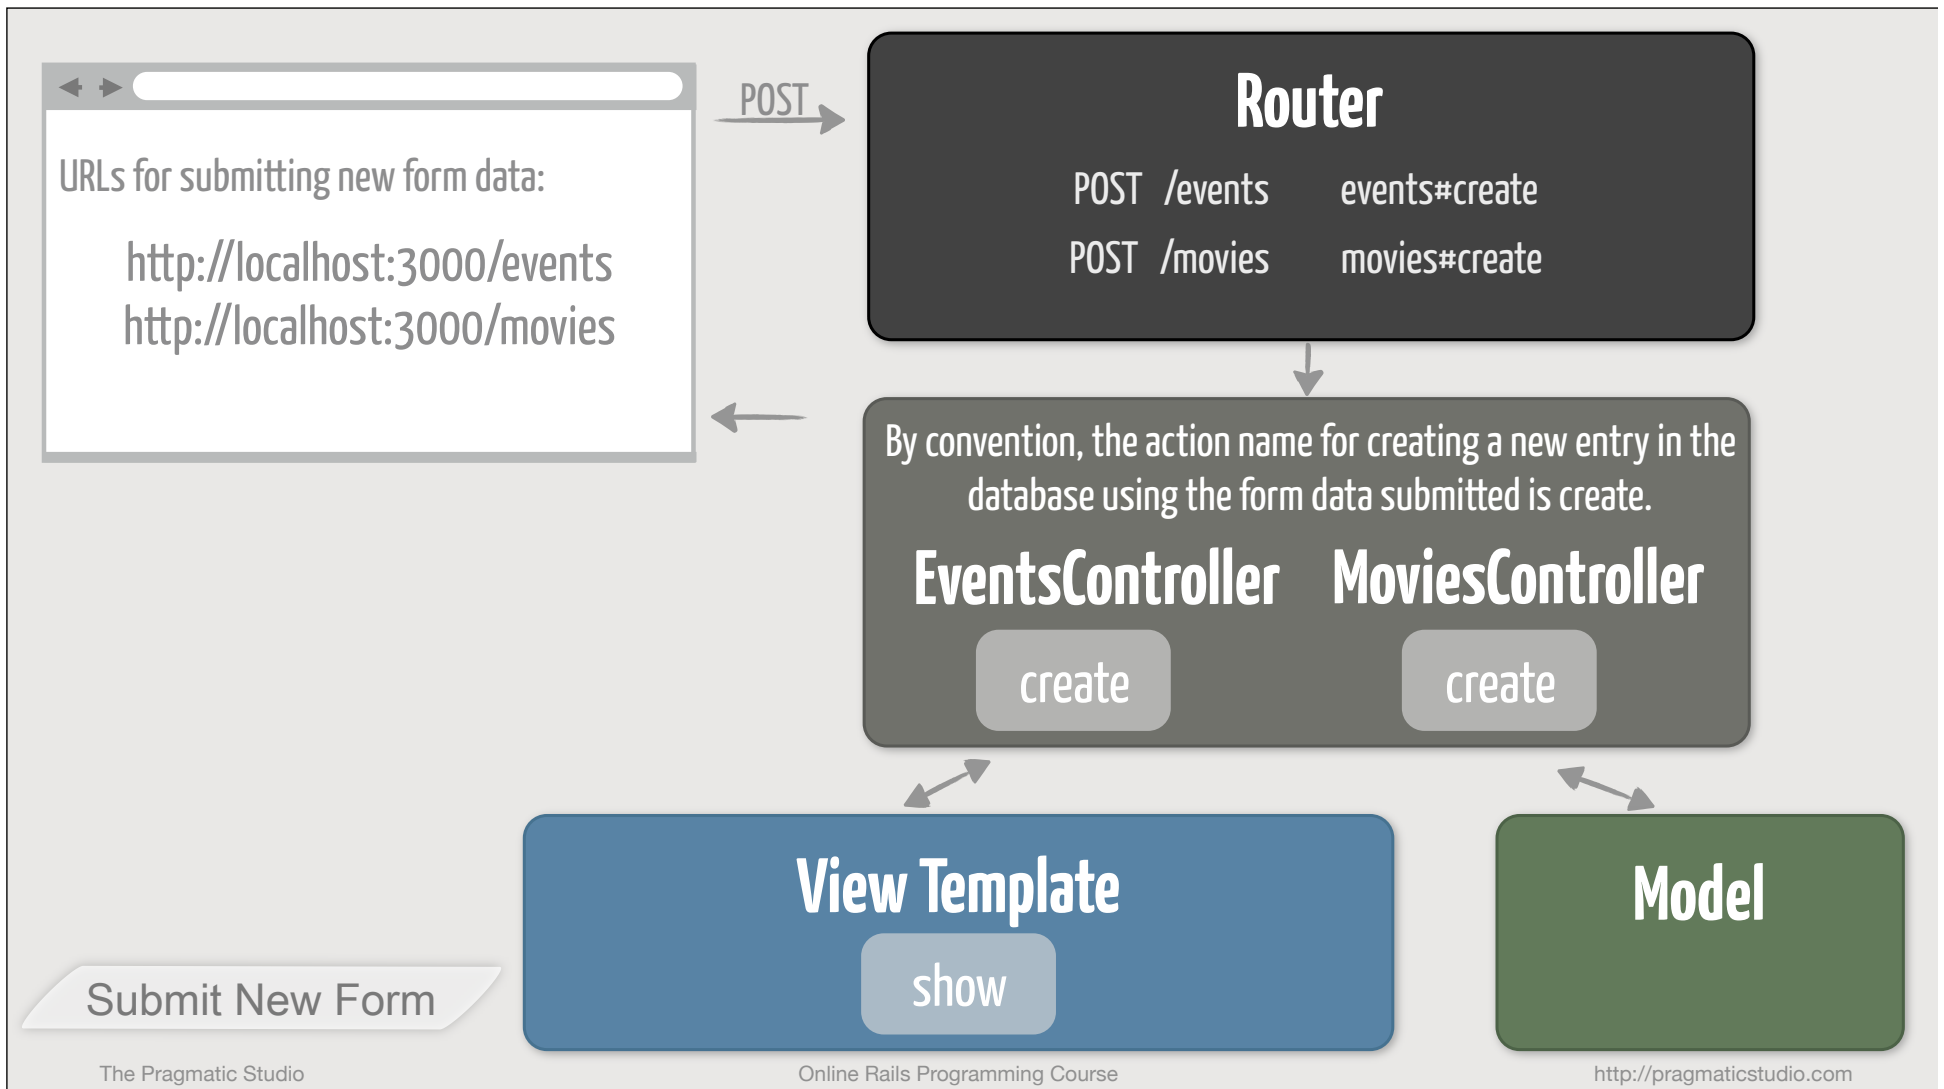 POST
URLs for submitting new form data:
http://localhost:3000/events
http://localhost:3000/movies
Router
POST /events events#create
POST /movies movies#create
By convention, the action name for creating a new entry in the
database using the form data submitted is create.
EventsController MoviesController
create create
View Template
show
Model
Submit New Form
The Pragmatic Studio Online Rails Programming Course http://pragmaticstudio.com